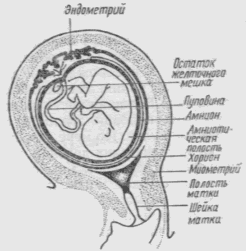 Эндометрий
Остаток
желточного
мешка
Пуповина
Амнион
Амниоти-
ческая
полость
Хорион
Миометрий
Полость
матки
Шейка
матки